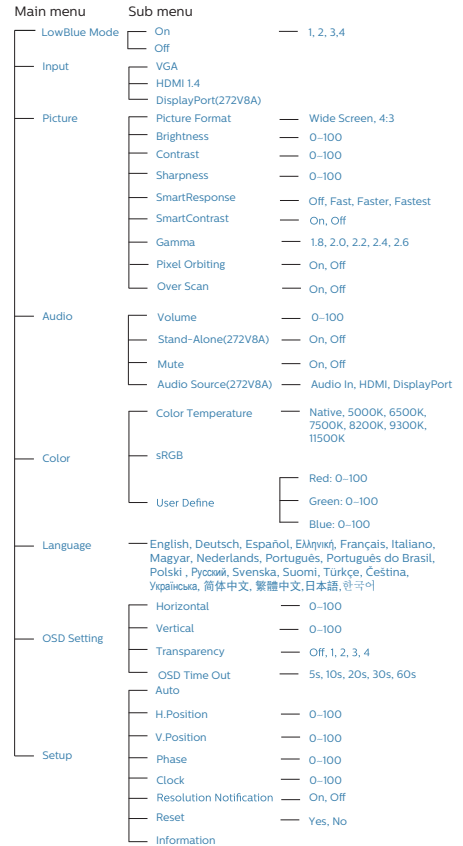 Main menu Sub menu
LowBlue Mode On 1, 2, 3,4
Off
Input VGA
HDMI 1.4
DisplayPort(272V8A)
Picture Picture Format Wide Screen, 4:3
Brightness 0–100
Contrast 0–100
Sharpness 0–100
SmartResponse Off, Fast, Faster, Fastest
SmartContrast On, Off
Gamma 1.8, 2.0, 2.2, 2.4, 2.6
Pixel Orbiting On, Off
Over Scan On, Off
Audio Volume 0–100
Stand-Alone(272V8A) On, Off
Mute On, Off
Audio Source(272V8A) Audio In, HDMI, DisplayPort
Color Temperature Native, 5000K, 6500K,
7500K, 8200K, 9300K,
11500K
Color sRGB
Red: 0–100
User Define Green: 0–100
Blue: 0–100
Language English, Deutsch, Español, Ελληνική, Français, Italiano,
Magyar, Nederlands, Português, Português do Brasil,
Polski , Русский, Svenska, Suomi, Türkçe, Čeština,
Українська, 简体中文, 繁體中文,日本語,한국어
Horizontal 0–100
Vertical 0–100
OSD Setting Transparency Off, 1, 2, 3, 4
OSD Time Out 5s, 10s, 20s, 30s, 60s
Auto
H.Position 0–100
V.Position 0–100
Setup Phase 0–100
Clock 0–100
Resolution Notification On, Off
Reset Yes, No
Information